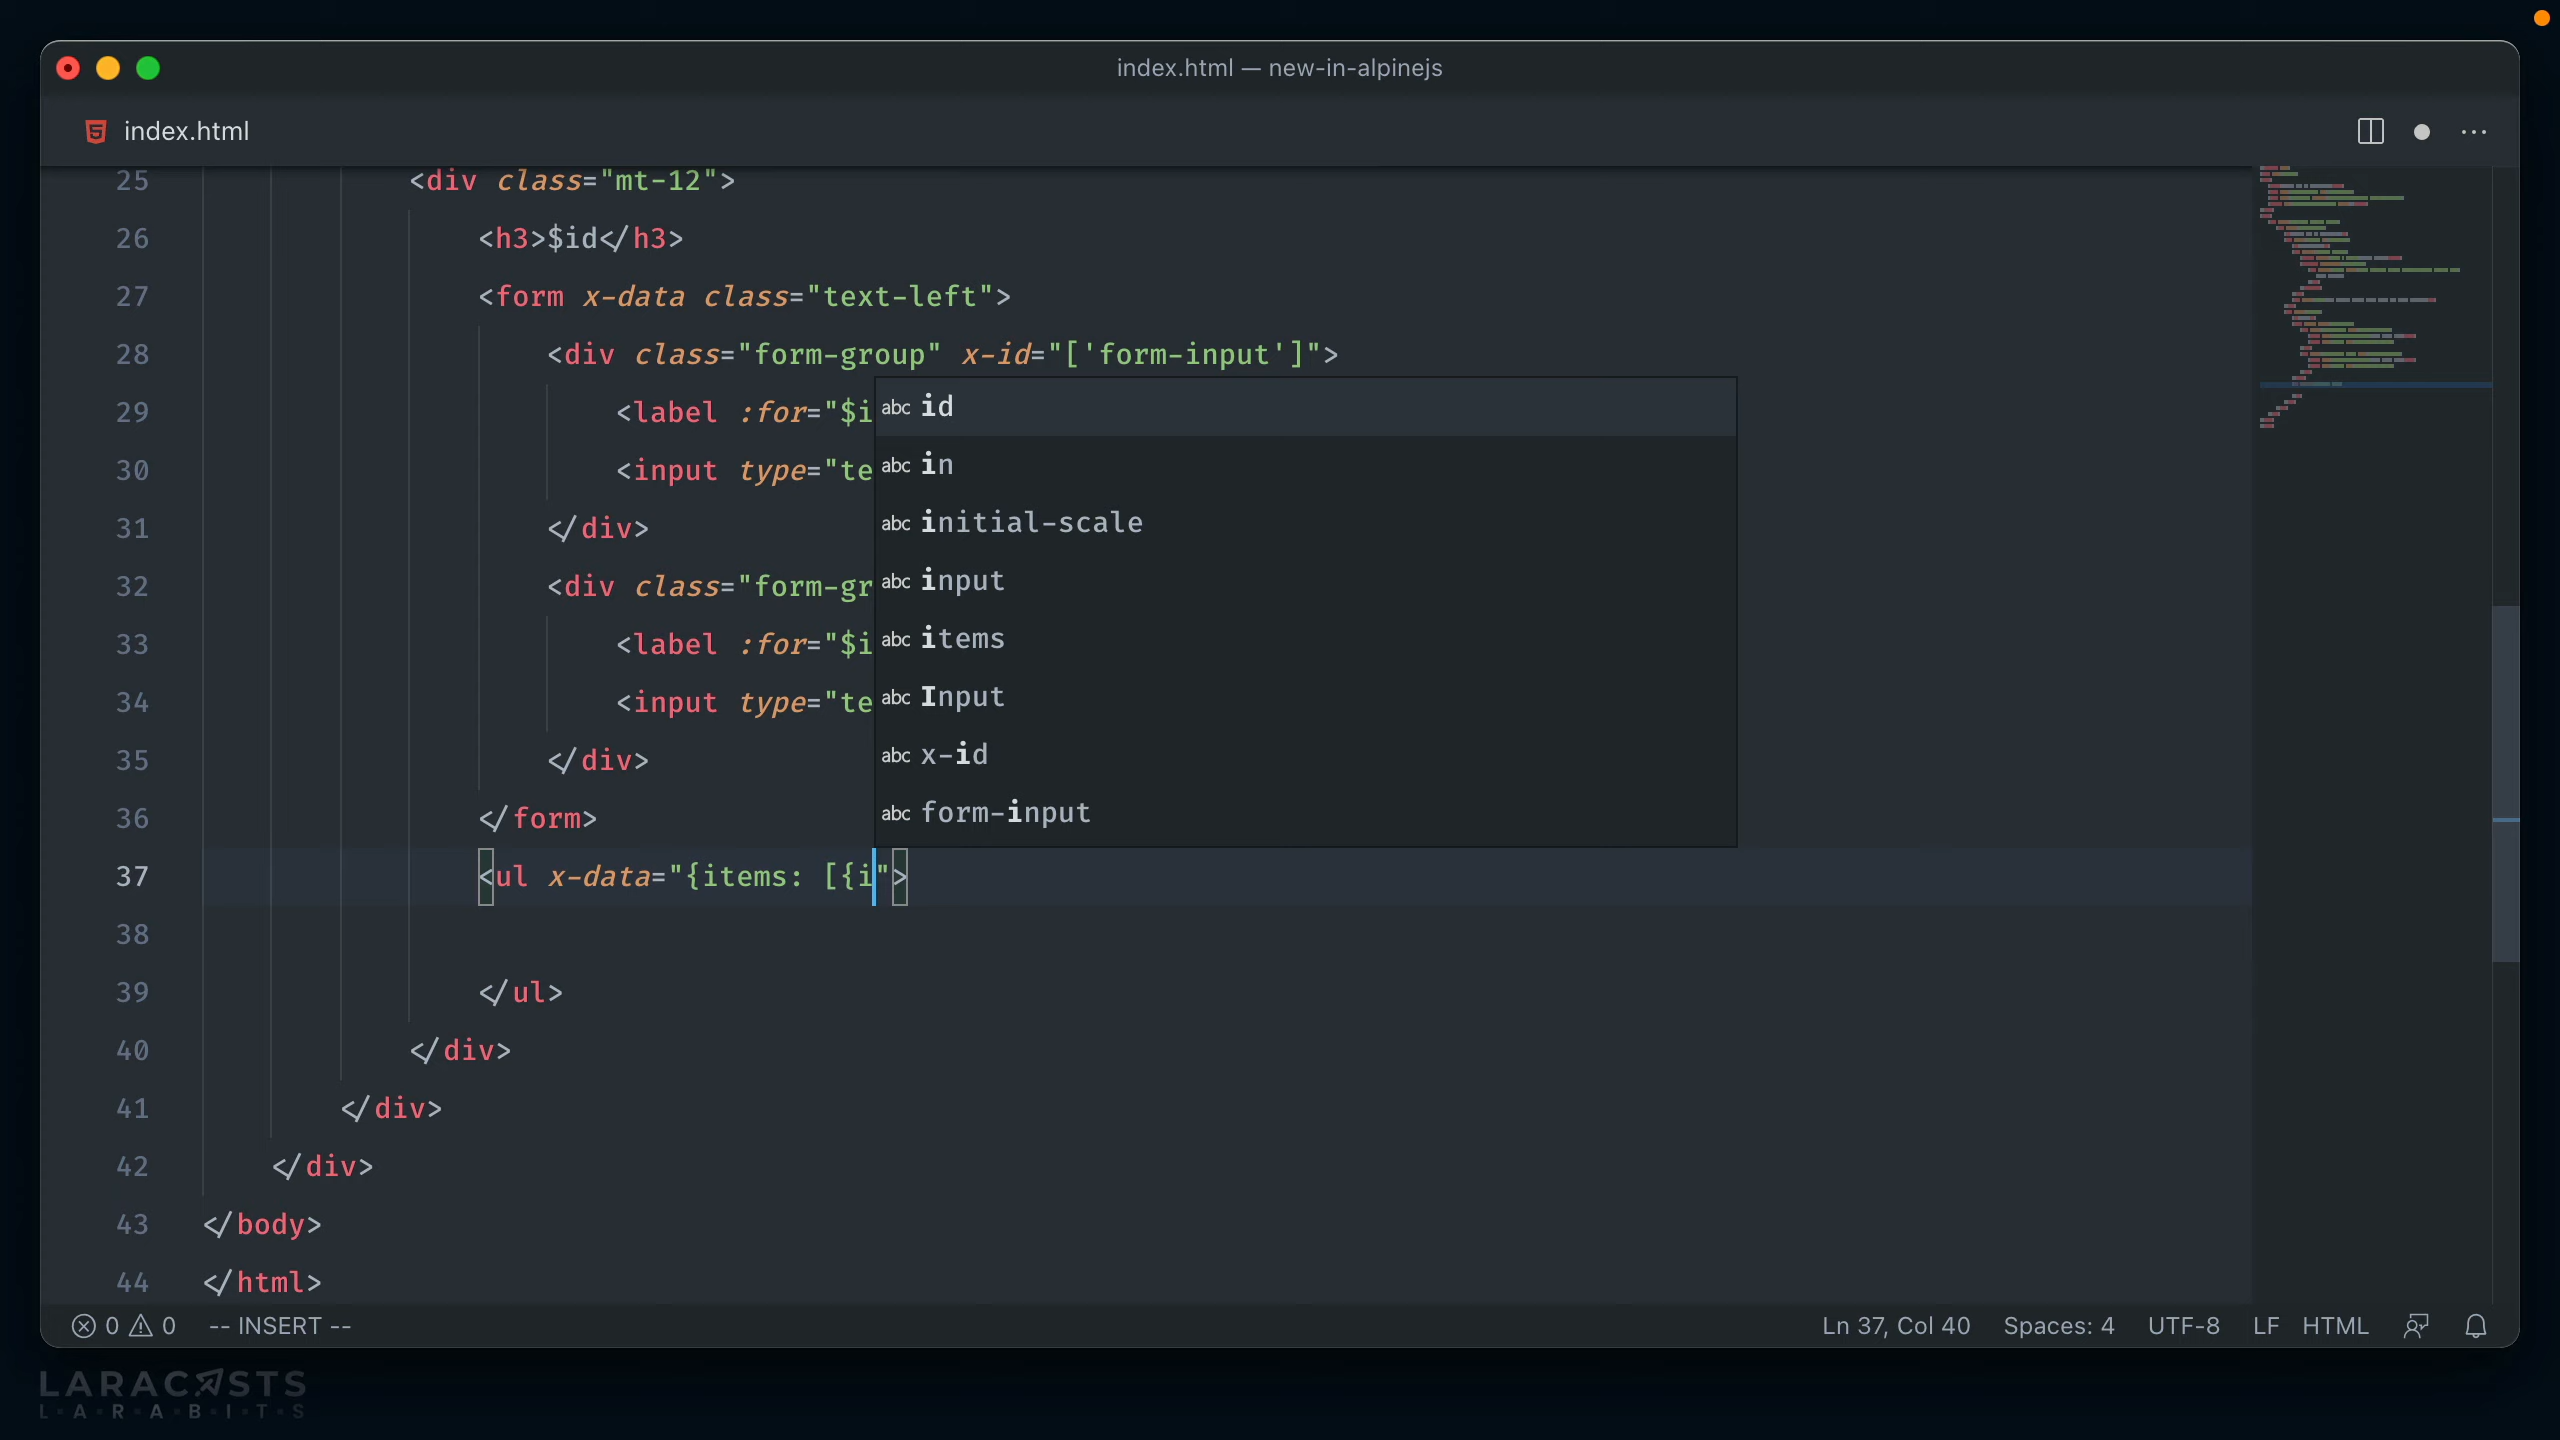 index.html — new-in-alpinejs
index.html
25 <div class="mt-12">
26 <h3>$id</h3>
27 <form x-data class="text-left">
28 <div class="form-group" x-id="['form-input']">
29 <label :for="$i
30 <input type="te
31 </div>
32 <div class="form-gr
33 <label :for="$i
34 <input type="te
35 </div>
36 </form>
37 <ul x-data="{items: [{i">
38
39 </ul>
40 </div>
41 </div>
42 </div>
43 </body>
44 </html>
abc id
abc in
abc initial-scale
abc input
abc items
abc Input
abc x-id
abc form-input
0 0 -- INSERT -- Ln 37, Col 40 Spaces: 4 UTF-8 LF HTML
LARACASTS
L-A-R-A-B-I-T-S